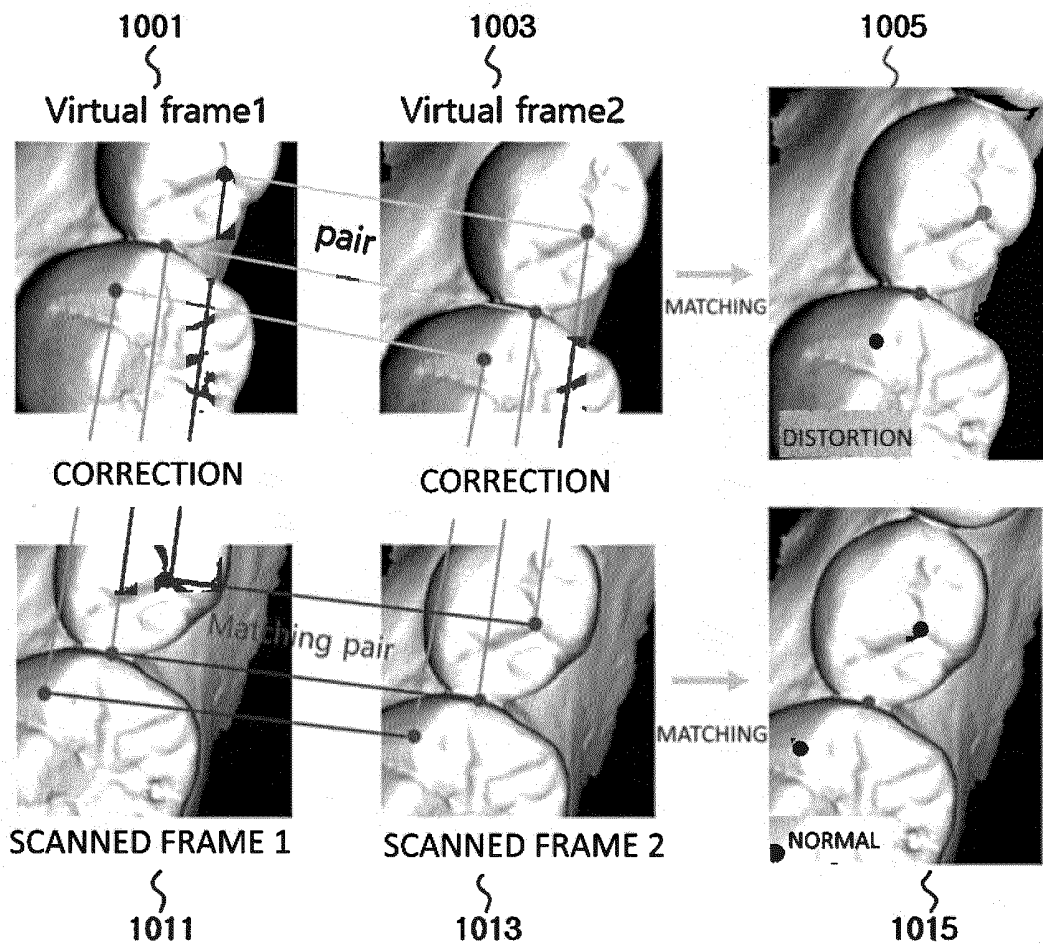 1001
1003
1005
Virtual frame1
Virtual frame2
pair
MATCHING
DISTORTION
CORRECTION
CORRECTION
Matching pair
MATCHING
NORMAL
SCANNED FRAME 1
SCANNED FRAME 2
1011
1013
1015